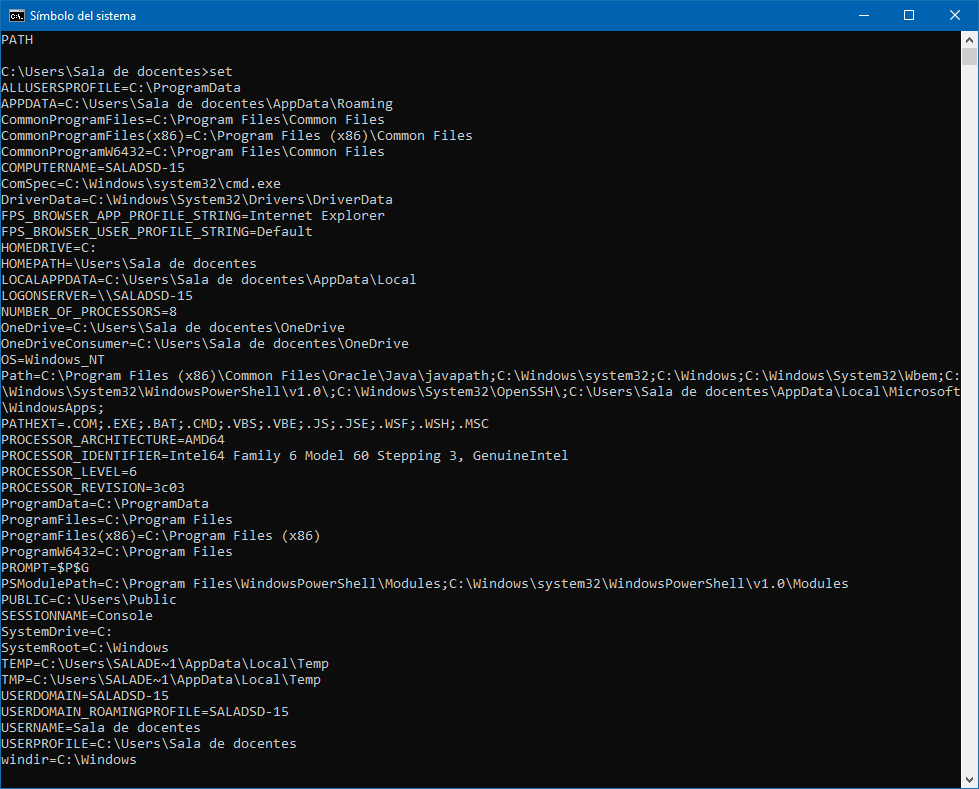 Símbolo del sistema
PATH
C:\Users\Sala de docentes>set
ALLUSERSPROFILE=C:\ProgramData
APPDATA=C:\Users\Sala de docentes\AppData\Roaming
CommonProgramFiles=C:\Program Files\Common Files
CommonProgramFiles(x86)=C:\Program Files (x86)\Common Files
CommonProgramW6432=C:\Program Files\Common Files
COMPUTERNAME=SALADSD-15
ComSpec=C:\Windows\system32\cmd.exe
DriverData=C:\Windows\System32\Drivers\DriverData
FPS_BROWSER_APP_PROFILE_STRING=Internet Explorer
FPS_BROWSER_USER_PROFILE_STRING=Default
HOMEDRIVE=C:
HOMEPATH=\Users\Sala de docentes
LOCALAPPDATA=C:\Users\Sala de docentes\AppData\Local
LOGONSERVER=\\SALADSD-15
NUMBER_OF_PROCESSORS=8
OneDrive=C:\Users\Sala de docentes\OneDrive
OneDriveConsumer=C:\Users\Sala de docentes\OneDrive
OS=Windows_NT
Path=C:\Program Files (x86)\Common Files\Oracle\Java\javapath;C:\Windows\system32;C:\Windows;C:\Windows\System32\Wbem;C:
\Windows\System32\WindowsPowerShell\v1.0\;C:\Windows\System32\OpenSSH\;C:\Users\Sala de docentes\AppData\Local\Microsoft
\WindowsApps;
PATHEXT=.COM;.EXE;.BAT;.CMD;.VBS;.VBE;.JS;.JSE;.WSF;.WSH;.MSC
PROCESSOR_ARCHITECTURE=AMD64
PROCESSOR_IDENTIFIER=Intel64 Family 6 Model 60 Stepping 3, GenuineIntel
PROCESSOR_LEVEL=6
PROCESSOR_REVISION=3c03
ProgramData=C:\ProgramData
ProgramFiles=C:\Program Files
ProgramFiles(x86)=C:\Program Files (x86)
ProgramW6432=C:\Program Files
PROMPT=$P$G
PSModulePath=C:\Program Files\WindowsPowerShell\Modules;C:\Windows\system32\WindowsPowerShell\v1.0\Modules
PUBLIC=C:\Users\Public
SESSIONNAME=Console
SystemDrive=C:
SystemRoot=C:\Windows
TEMP=C:\Users\SALADE~1\AppData\Local\Temp
TMP=C:\Users\SALADE~1\AppData\Local\Temp
USERDOMAIN=SALADSD-15
USERDOMAIN_ROAMINGPROFILE=SALADSD-15
USERNAME=Sala de docentes
USERPROFILE=C:\Users\Sala de docentes
windir=C:\Windows